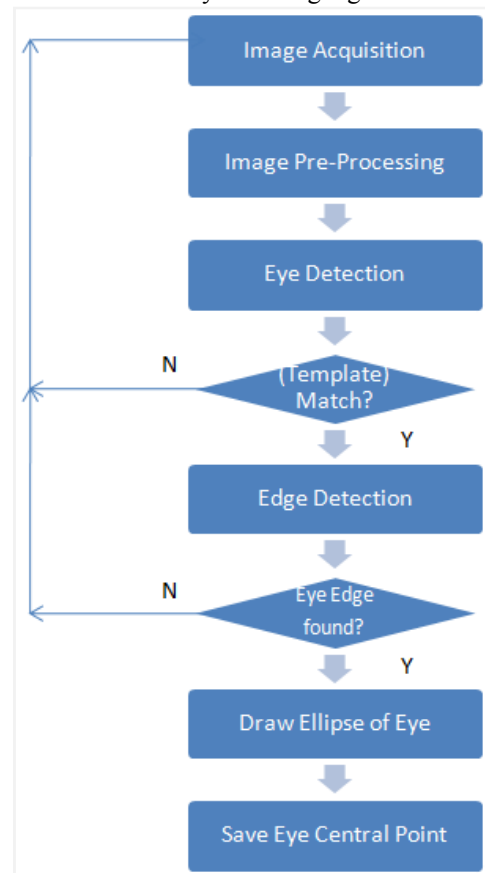 Image Acquisition
Image Pre-Processing
Eye Detection
N
(Template)
Match?
Y
Edge Detection
N
Eye Edge
found?
Y
Draw Ellipse of Eye
Save Eye Central Point